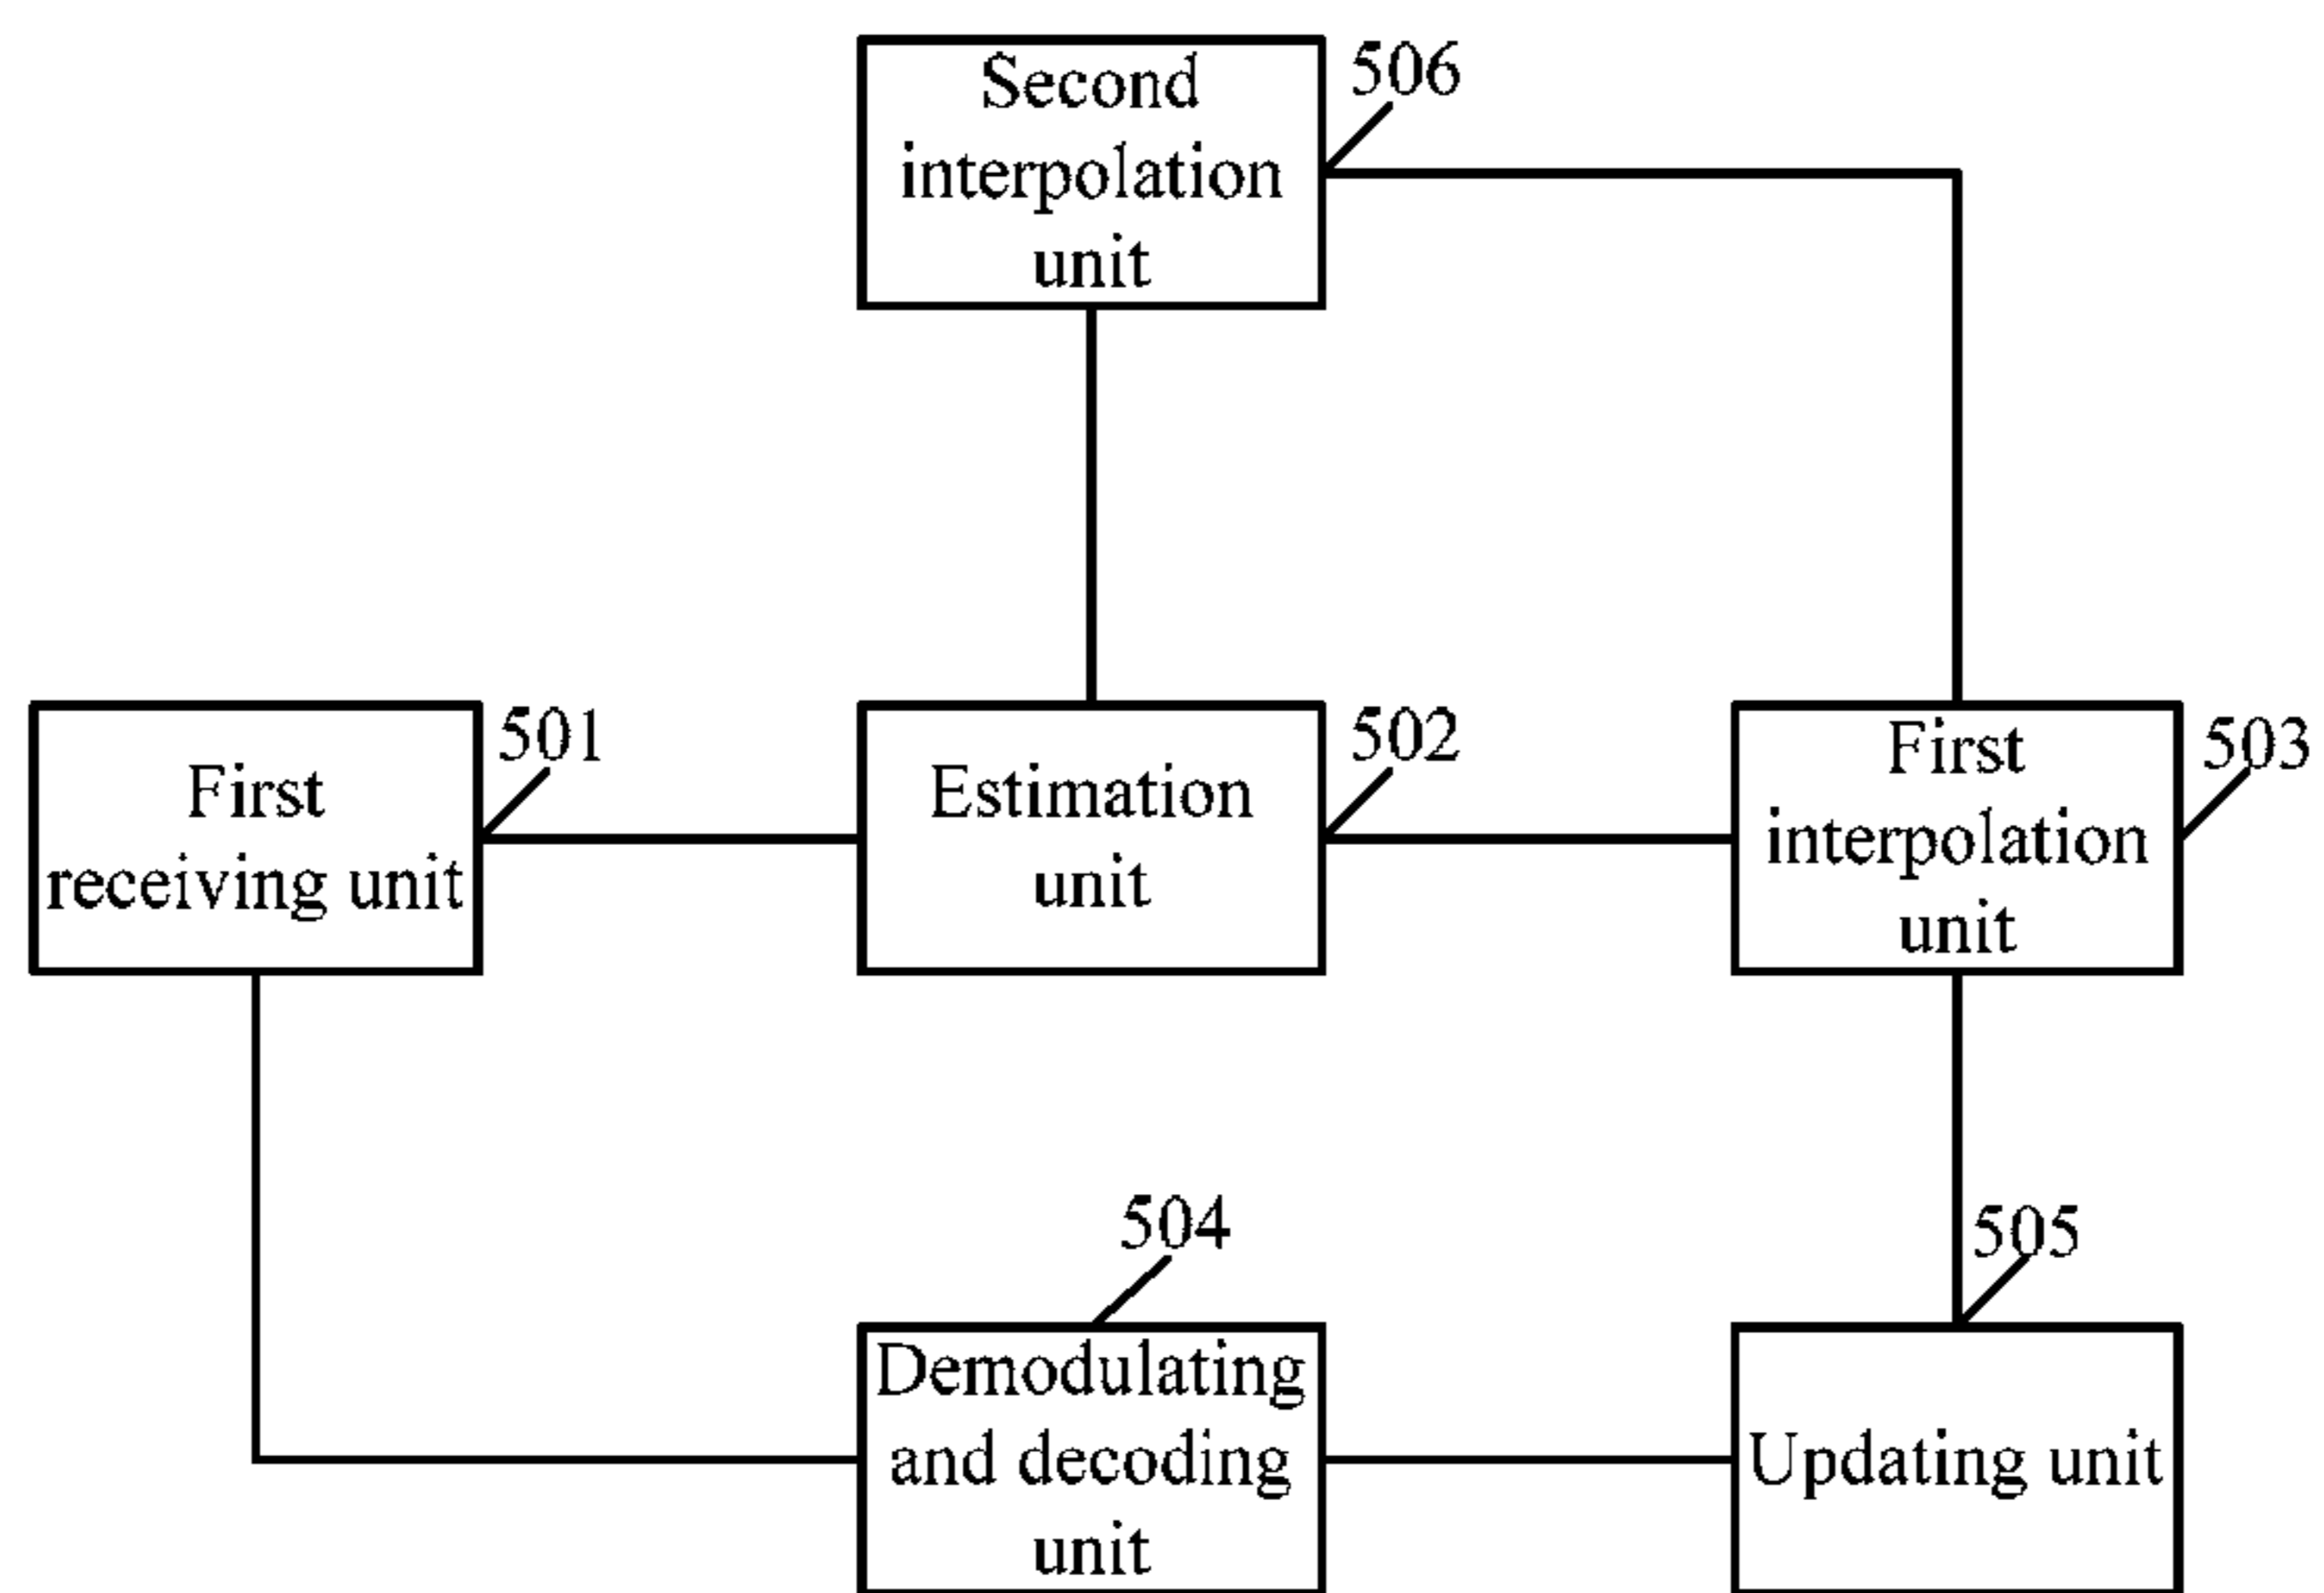 Second
interpolation
unit
506
First
receiving unit
501
Estimation
unit
502
First
interpolation
unit
503
Demodulating
and decoding
unit
504
Updating unit
505